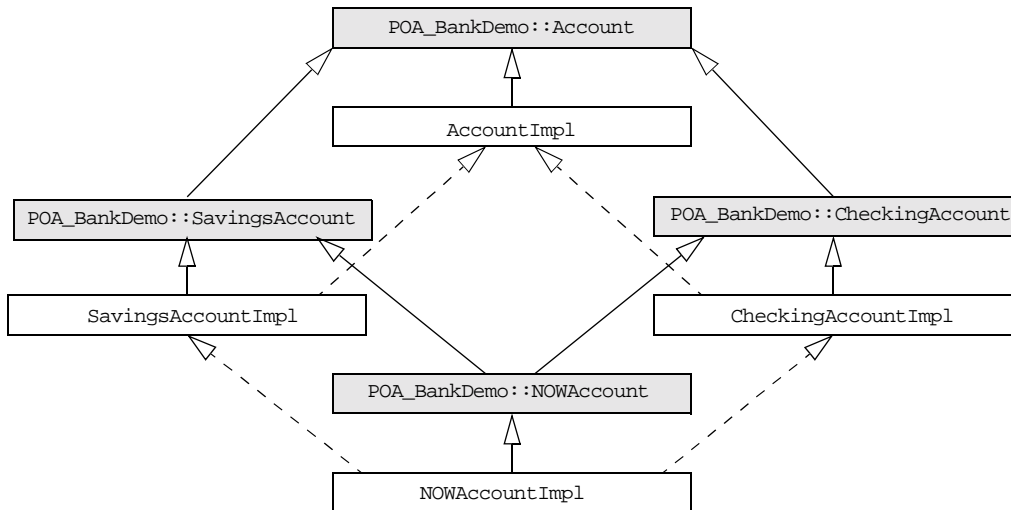 POA_BankDemo::Account
AccountImpl
POA_BankDemo::SavingsAccount
POA_BankDemo::CheckingAccount
SavingsAccountImpl
CheckingAccountImpl
POA_BankDemo::NOWAccount
NOWAccountImpl